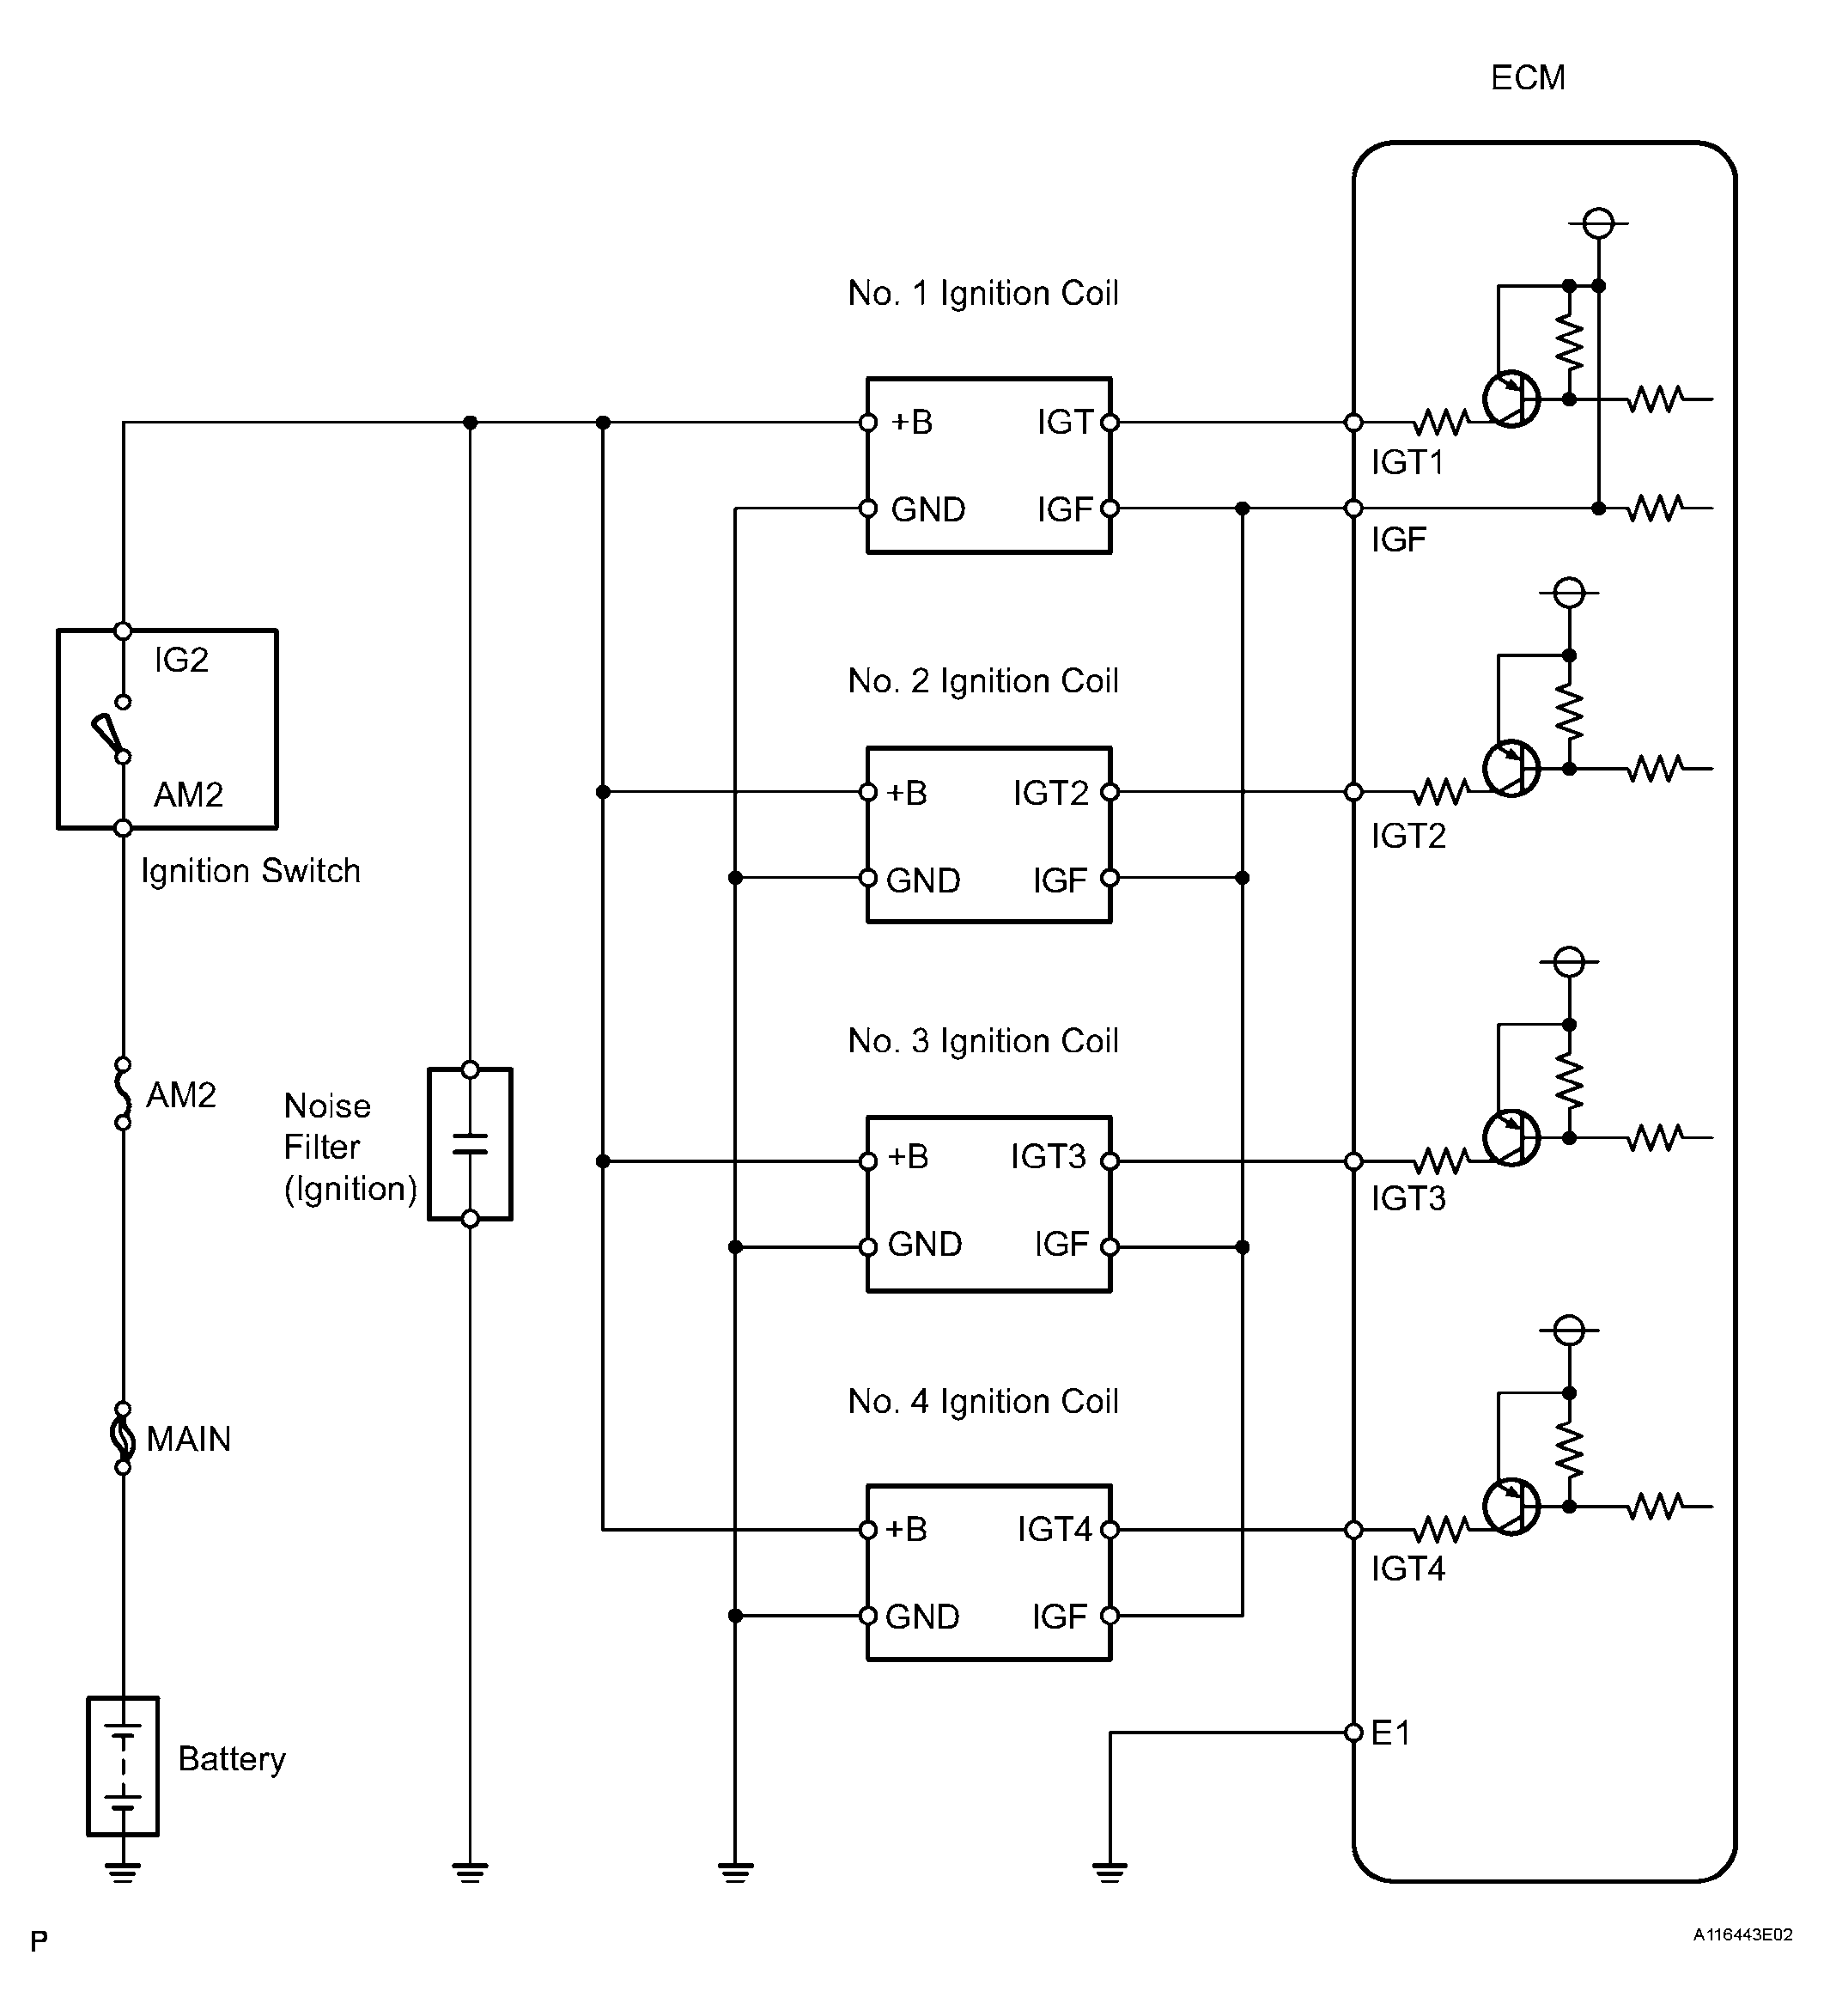 ECM
No. 1 Ignition Coil
+B
IGT
IGT1
GND
IGF
IGF
IG2
AM2
Ignition Switch
No. 2 Ignition Coil
+B
IGT2
IGT2
GND
IGF
AM2
Noise
Filter
(Ignition)
No. 3 Ignition Coil
+B
IGT3
IGT3
GND
IGF
MAIN
No. 4 Ignition Coil
+B
IGT4
IGT4
GND
IGF
Battery
E1
P
A116443E02